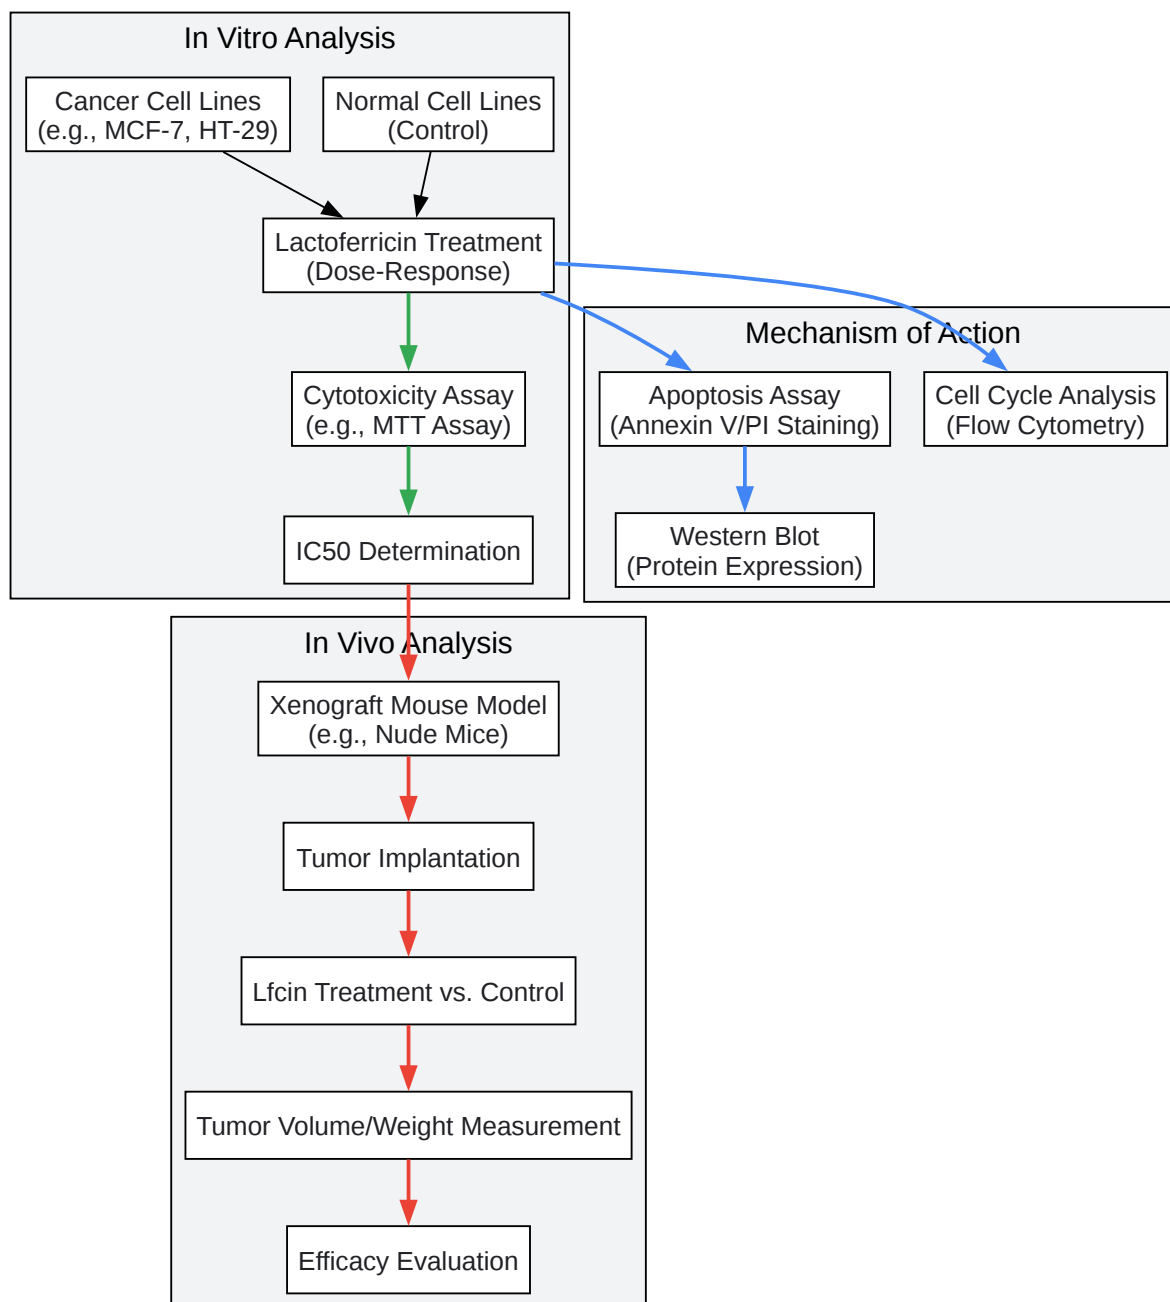 In Vitro Analysis
Cancer Cell Lines
(e.g., MCF-7, HT-29)
Normal Cell Lines
(Control)
Lactoferricin Treatment
(Dose-Response)
Cytotoxicity Assay
(e.g., MTT Assay)
IC50 Determination
Mechanism of Action
Apoptosis Assay
(Annexin V/PI Staining)
Cell Cycle Analysis
(Flow Cytometry)
Western Blot
(Protein Expression)
In Vivo Analysis
Xenograft Mouse Model
(e.g., Nude Mice)
Tumor Implantation
Lfcin Treatment vs. Control
Tumor Volume/Weight Measurement
Efficacy Evaluation